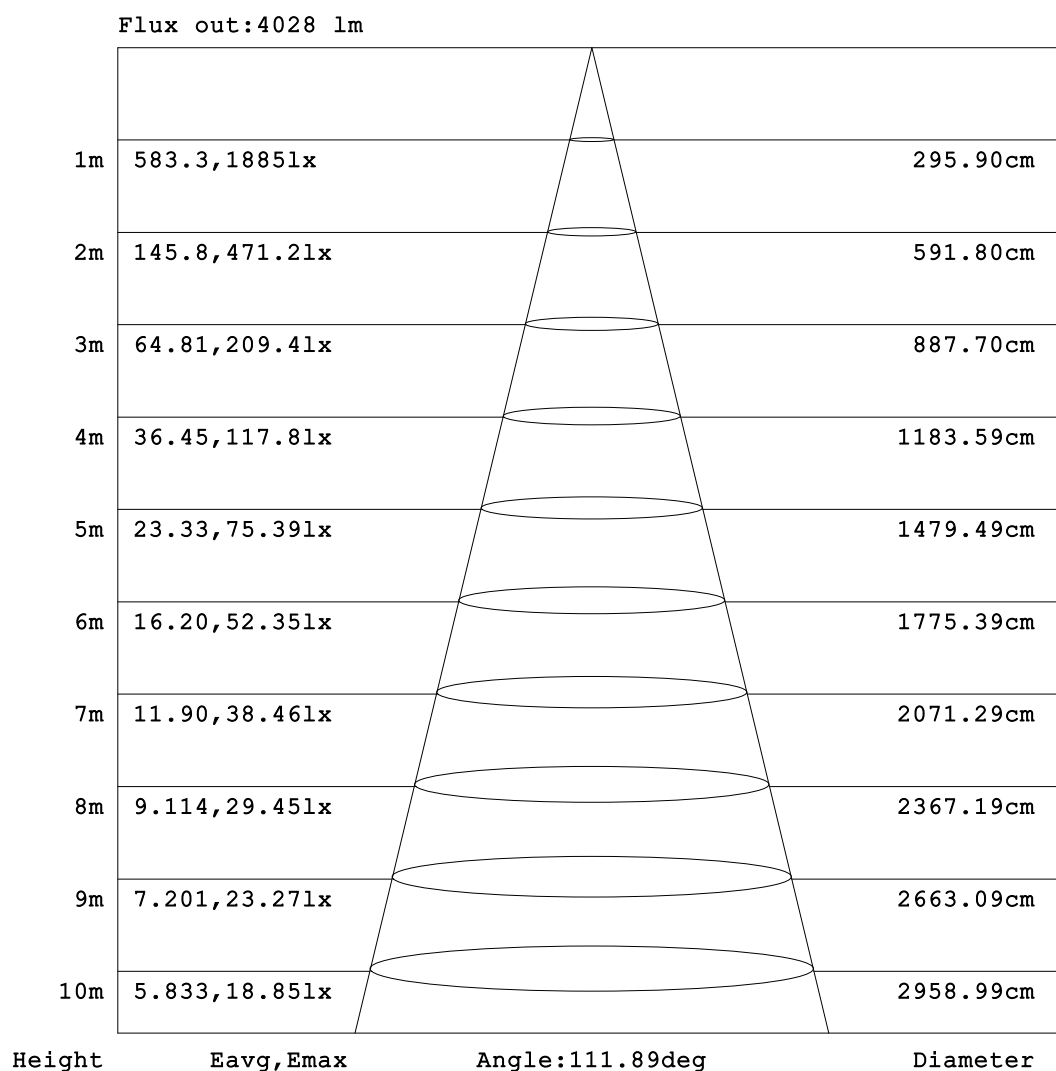 Flux out:4028 lm
1m 583.3,1885lx 295.90cm
2m 145.8,471.2lx 591.80cm
3m 64.81,209.4lx 887.70cm
4m 36.45,117.8lx 1183.59cm
5m 23.33,75.39lx 1479.49cm
6m 16.20,52.35lx 1775.39cm
7m 11.90,38.46lx 2071.29cm
8m 9.114,29.45lx 2367.19cm
9m 7.201,23.27lx 2663.09cm
10m 5.833,18.85lx 2958.99cm
Height Eavg,Emax Angle:111.89deg Diameter